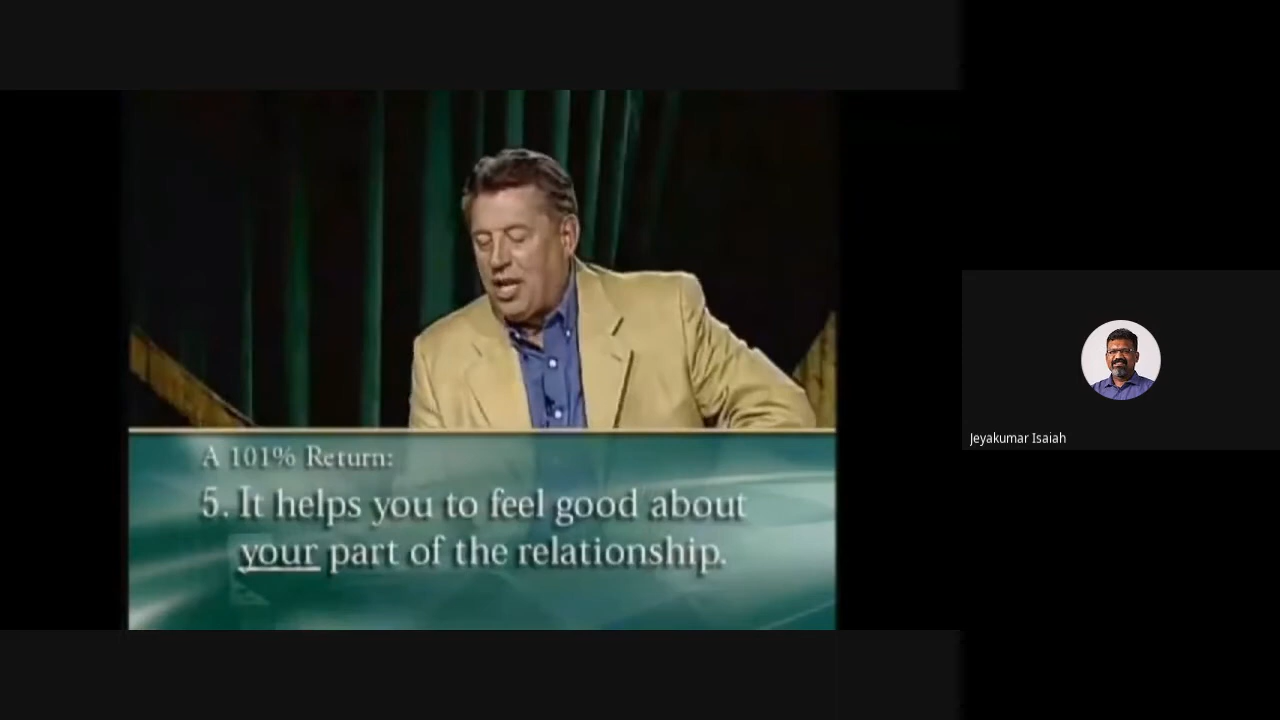 A 101% Return:
5. It helps you to feel good about
your part of the relationship.
Jeyakumar Isaiah